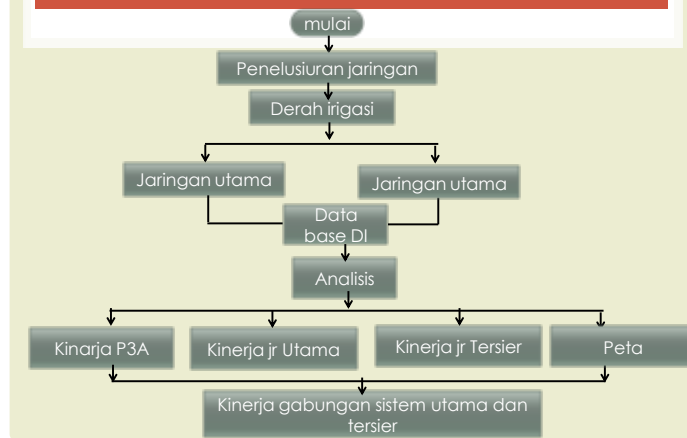 mulai
Penelusiuran jaringan
Derah irigasi
Jaringan utama
Jaringan utama
Data
base DI
Analisis
Kinarja P3A
Kinerja jr Utama
Kinerja jr Tersier
Peta
Kinerja gabungan sistem utama dan
tersier